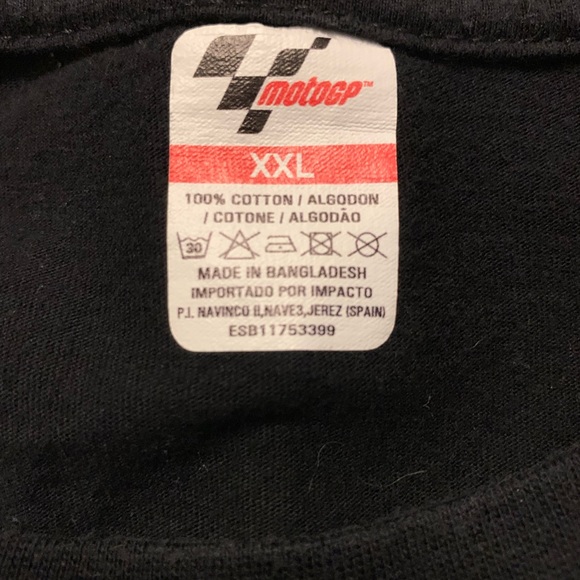 motoGP™
XXL
100% COTTON / ALGODON
/ COTONE / ALGODÃO
30
MADE IN BANGLADESH
IMPORTADO POR IMPACTO
P.I. NAVINCO II,NAVE3,JEREZ (SPAIN)
ESB11753399